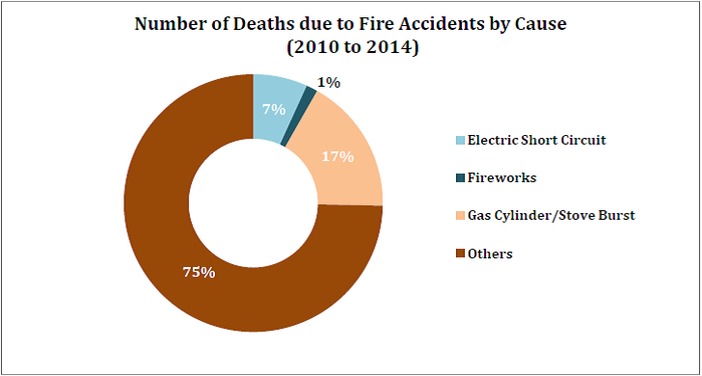 Number of Deaths due to Fire Accidents by Cause
(2010 to 2014)
1%
7%
17%
75%
Electric Short Circuit
Fireworks
Gas Cylinder/Stove Burst
Others